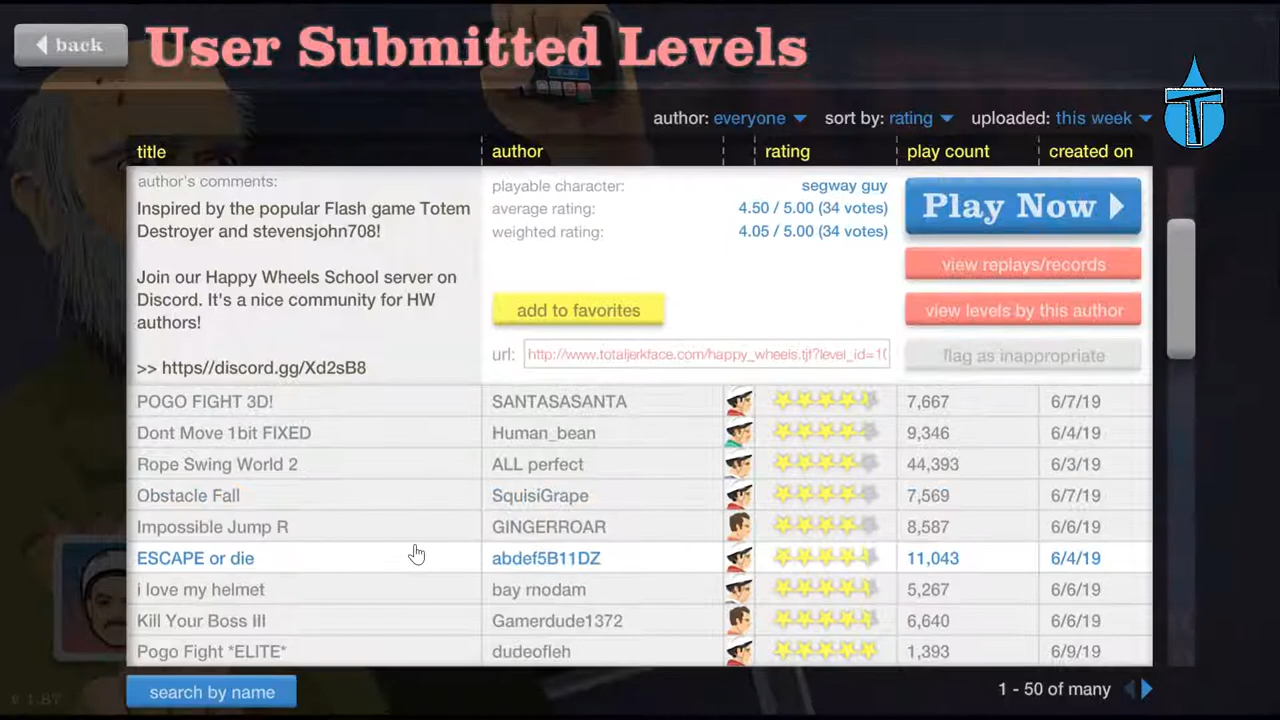 back
User Submitted Levels
author: everyone sort by: rating uploaded: this week
T
title author rating play count created on
author's comments:
Inspired by the popular Flash game Totem
Destroyer and stevensjohn708!
Join our Happy Wheels School server on
Discord. It's a nice community for HW
authors!
>> https//discord.gg/Xd2sB8
playable character: segway guy
average rating: 4.50 / 5.00 (34 votes)
weighted rating: 4.05 / 5.00 (34 votes)
add to favorites
url: http://www.totaljerkface.com/happy_wheels.tjf?level_id=10
Play Now
view replays/records
view levels by this author
flag as inappropriate
POGO FIGHT 3D! SANTASASANTA 7,667 6/7/19
Dont Move 1bit FIXED Human_bean 9,346 6/4/19
Rope Swing World 2 ALL perfect 44,393 6/3/19
Obstacle Fall SquisiGrape 7,569 6/7/19
Impossible Jump R GINGERROAR 8,587 6/6/19
ESCAPE or die abdef5B11DZ 11,043 6/4/19
i love my helmet bay rnodam 5,267 6/6/19
Kill Your Boss III Gamerdude1372 6,640 6/6/19
Pogo Fight *ELITE* dudeofleh 1,393 6/9/19
search by name
1 - 50 of many
v 1.87